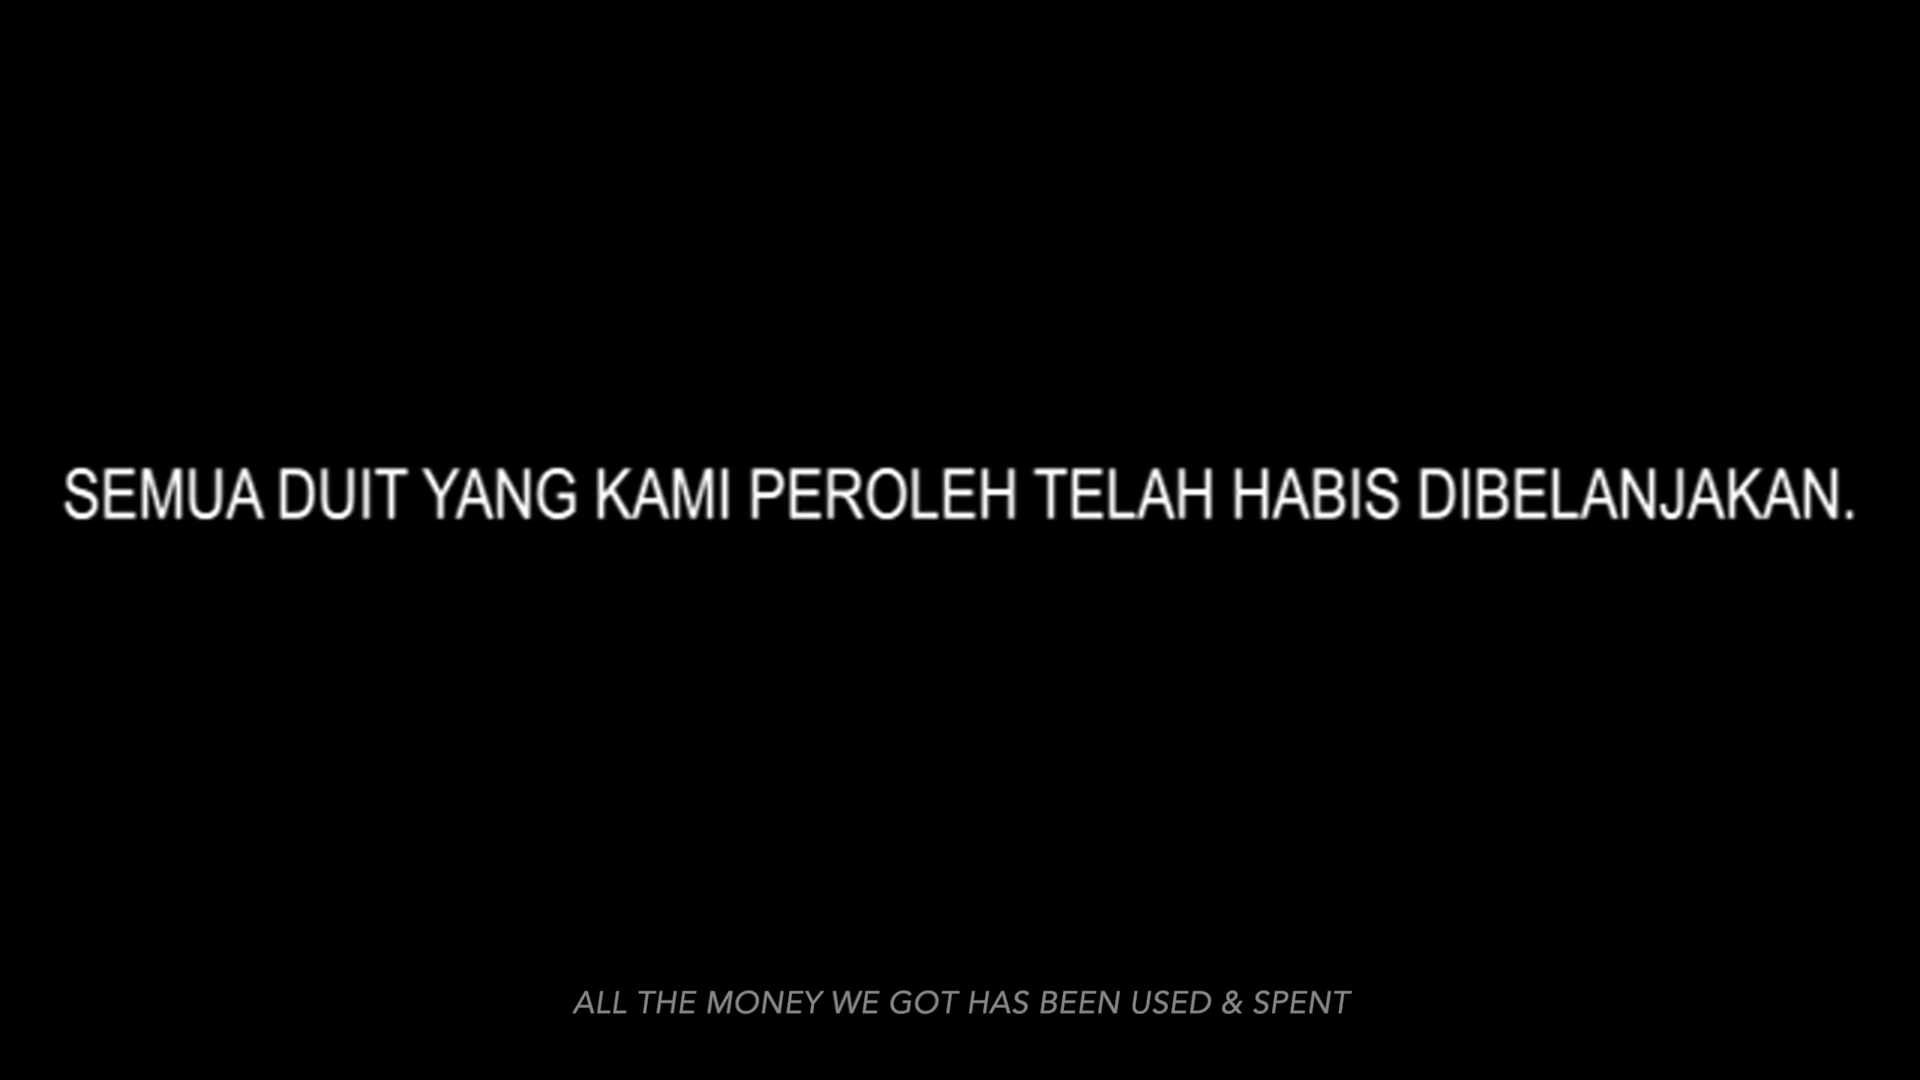 SEMUA DUIT YANG KAMI PEROLEH TELAH HABIS DIBELANJAKAN.
ALL THE MONEY WE GOT HAS BEEN USED & SPENT